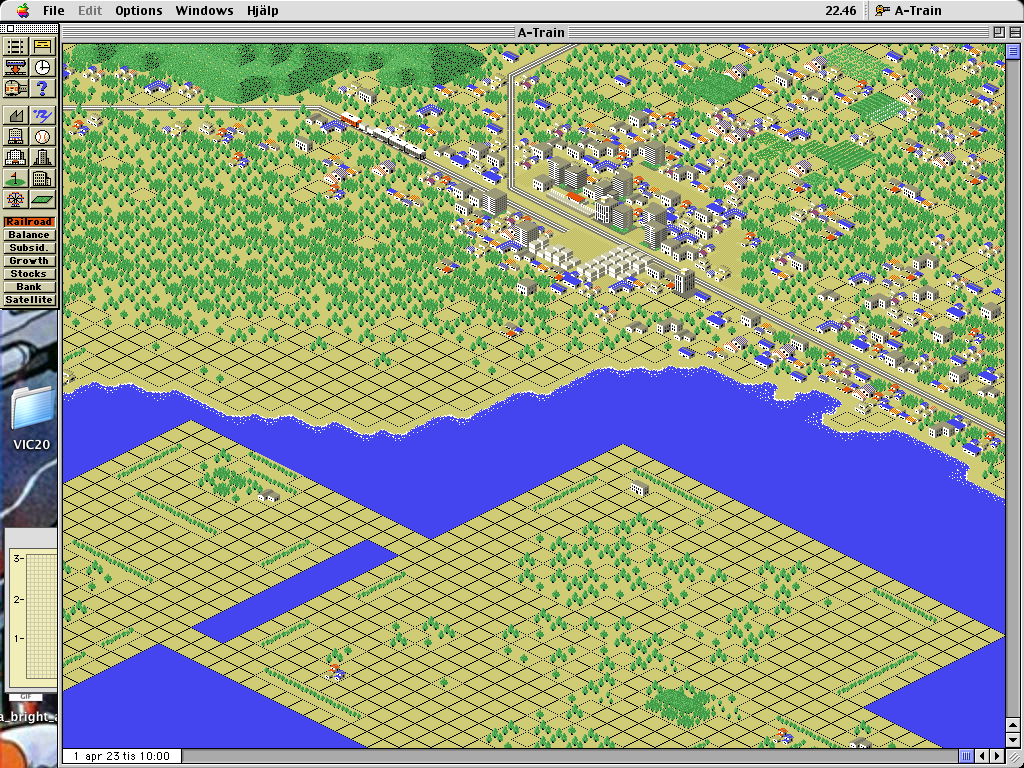 File Edit Options Windows Hjälp 22.46 A-Train
A-Train
?
Railroad
Balance
Subsid.
Growth
Stocks
Bank
Satellite
VIC20
3-
2-
1-
GIF
a_bright_a
1 apr 23 tis 10:00